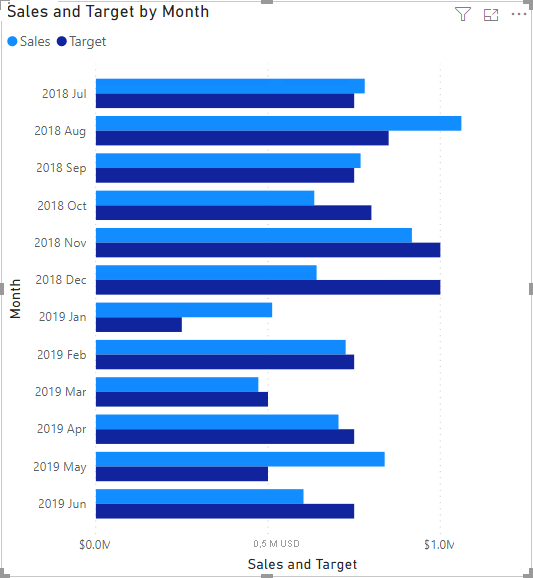 Sales and Target by Month
Sales Target
2018 Jul
2018 Aug
2018 Sep
2018 Oct
2018 Nov
2018 Dec
2019 Jan
2019 Feb
2019 Mar
2019 Apr
2019 May
2019 Jun
Month
$0.0M 0,5 M USD $1.0M
Sales and Target